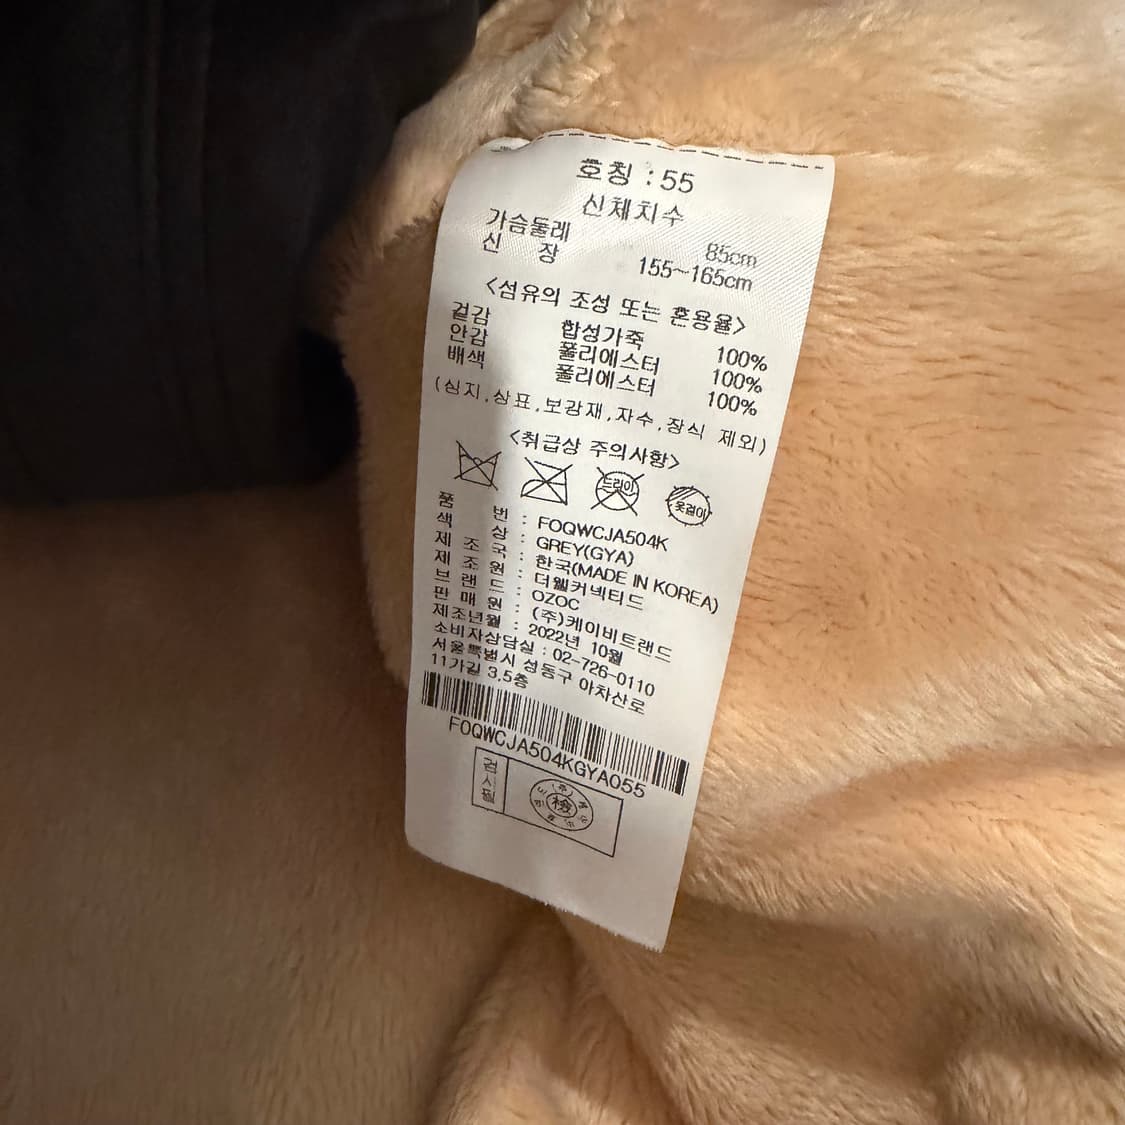 호칭 : 55
신체치수
가슴둘레 85cm
신 장 155~165cm
<섬유의 조성 또는 혼용율>
겉감 합성가죽 100%
안감 폴리에스터 100%
배색 폴리에스터 100%
(심지,상표,보강재,자수,장식 제외)
<취급상 주의사항>
드라이 옷걸이
품 번 : FOQWCJA504K
색 상 : GREY(GYA)
제 조 국 : 한국(MADE IN KOREA)
제 조 원 : 더웰커넥티드
브 랜 드 : OZOC
판 매 원 : (주)케이비트랜드
제조년월 : 2022년 10월
소비자상담실 : 02-726-0110
서울특별시 성동구 아차산로
11가길 3,5층
FOQWCJA504KGYA055
검사필
檢